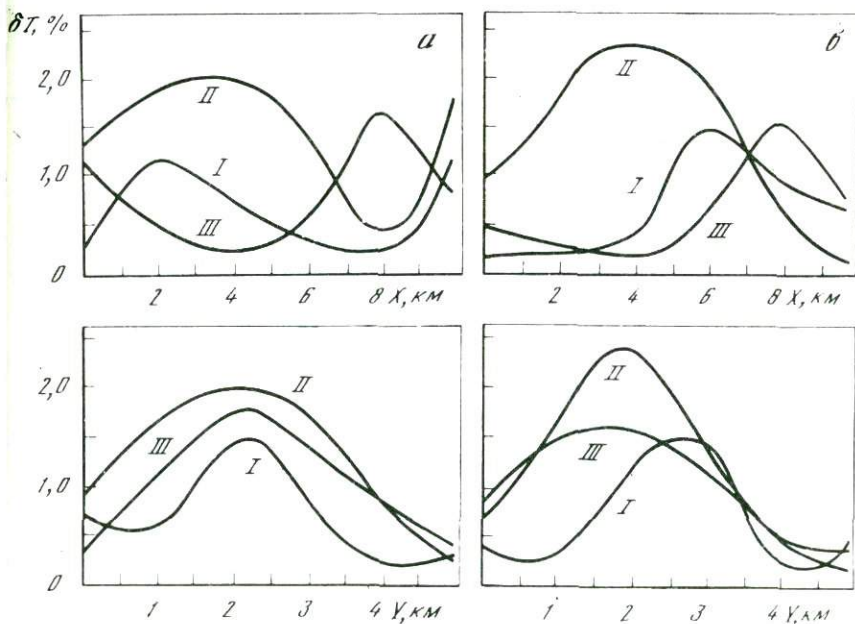 δT, %
а
б
2,0
1,0
0
II
I
III
II
I
III
2 4 6 8 X, км
2 4 6 8 X, км
2,0
1,0
0
II
III
I
II
III
I
1 2 3 4 Y, км
1 2 3 4 Y, км